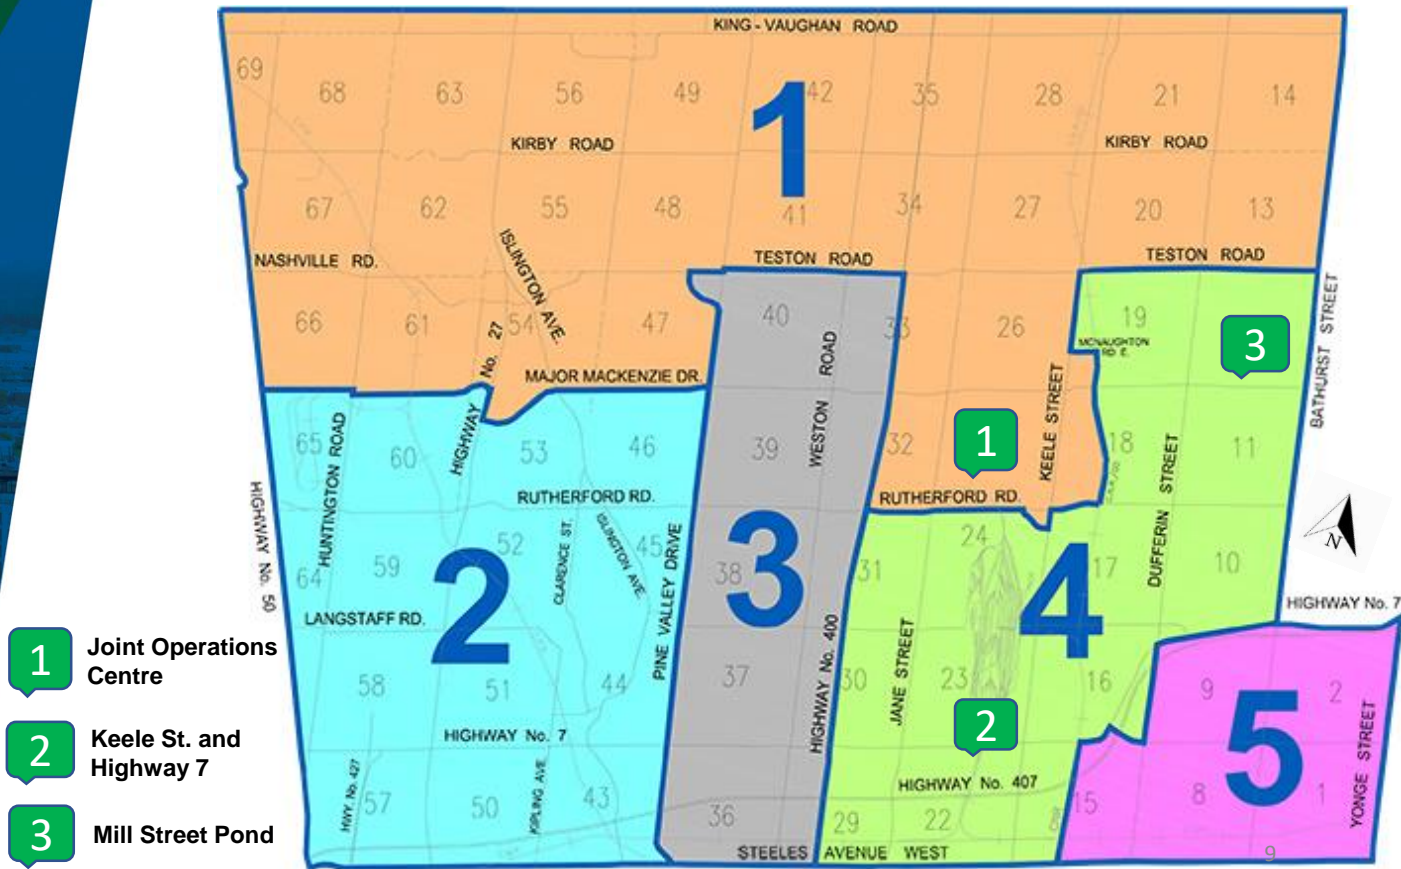 KING - VAUGHAN ROAD
69
68
63
56
49
42
35
28
21
14
1
KIRBY ROAD
KIRBY ROAD
67
62
55
48
41
34
27
20
13
NASHVILLE RD.
ISLINGTON AVE.
TESTON ROAD
TESTON ROAD
66
61
54
47
40
33
26
19
MCNAUGHTON
RD. E.
3
BATHURST STREET
HIGHWAY No. 27
MAJOR MACKENZIE DR.
WESTON ROAD
KEELE STREET
65
60
53
46
39
32
1
18
11
HUNTINGTON ROAD
RUTHERFORD RD.
RUTHERFORD RD.
DUFFERIN STREET
HIGHWAY No. 50
64
59
52
CLARENCE ST.
ISLINGTON AVE.
45
PINE VALLEY DRIVE
38
31
24
17
10
N
2
3
4
LANGSTAFF RD.
HIGHWAY No. 7
1
Joint Operations
Centre
58
51
44
37
HIGHWAY No. 400
30
JANE STREET
23
16
9
2
5
YONGE STREET
2
Keele St. and
Highway 7
HIGHWAY No. 7
2
HWY. No. 427
57
50
KIPLING AVE.
43
36
HIGHWAY No. 407
29
22
15
8
1
3
Mill Street Pond
STEELES AVENUE WEST
9